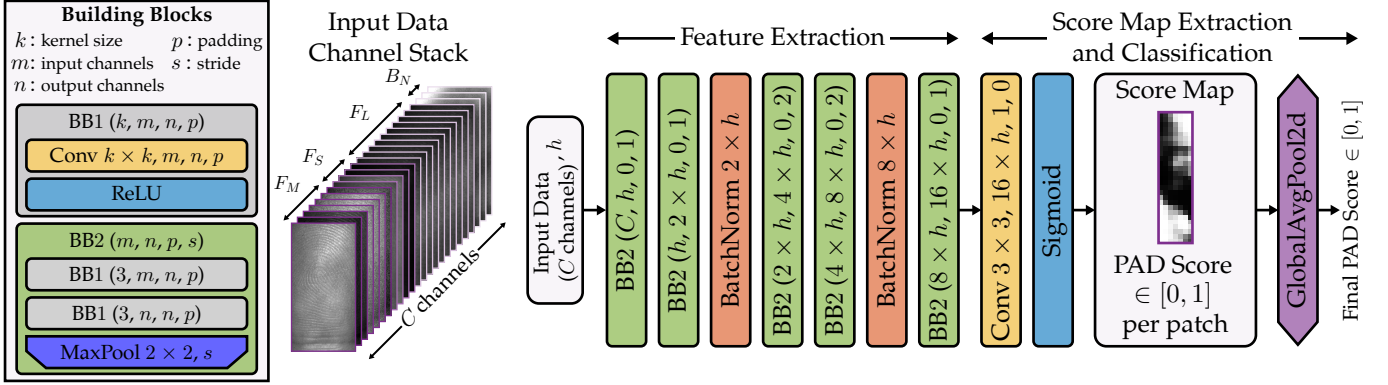 Building Blocks
k: kernel size p: padding
m: input channels s: stride
n: output channels
BB1 (k, m, n, p)
Conv k × k, m, n, p
ReLU
BB2 (m, n, p, s)
BB1 (3, m, n, p)
BB1 (3, n, n, p)
MaxPool 2 × 2, s
Input Data
Channel Stack
B_N
F_L
F_S
F_M
C channels
Input Data
(C channels), h
Feature Extraction
BB2 (C, h, 0, 1)
BB2 (h, 2 × h, 0, 1)
BatchNorm 2 × h
BB2 (2 × h, 4 × h, 0, 2)
BB2 (4 × h, 8 × h, 0, 2)
BatchNorm 8 × h
BB2 (8 × h, 16 × h, 0, 1)
Score Map Extraction
and Classification
Conv 3 × 3, 16 × h, 1, 0
Sigmoid
Score Map
PAD Score
∈ [0, 1]
per patch
GlobalAvgPool2d
Final PAD Score ∈ [0, 1]